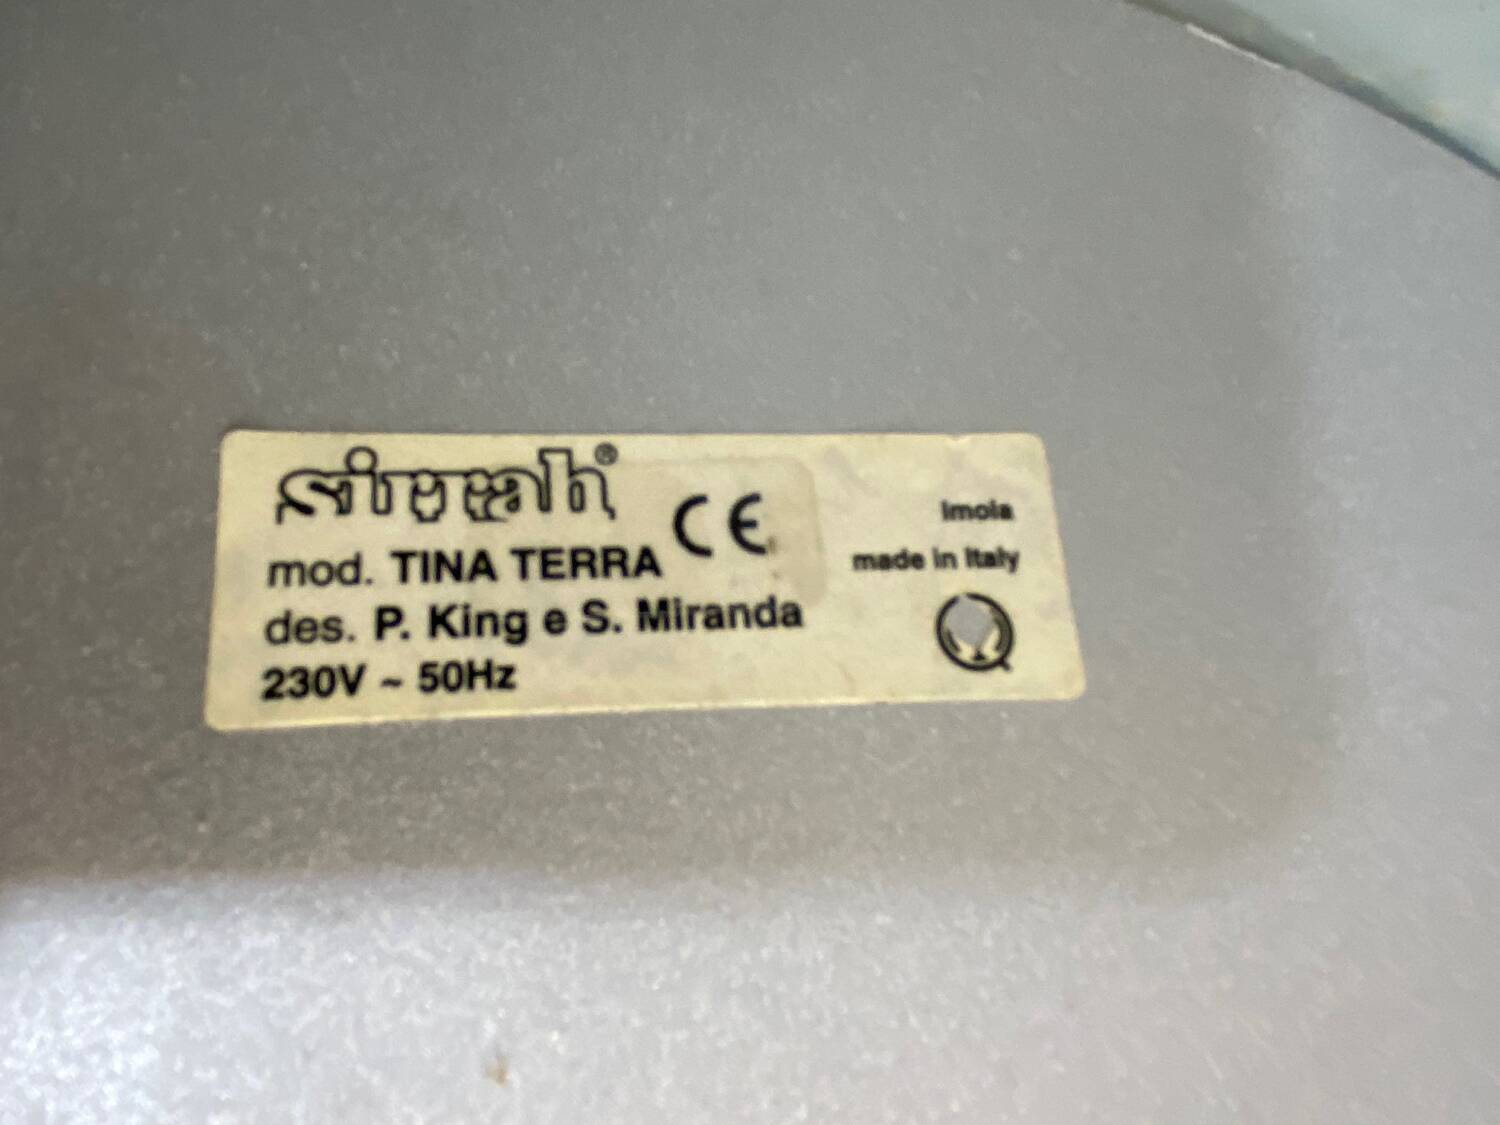 sirrah®
CE
mod. TINA TERRA
des. P. King e S. Miranda
230V ~ 50Hz
Imola
made in Italy